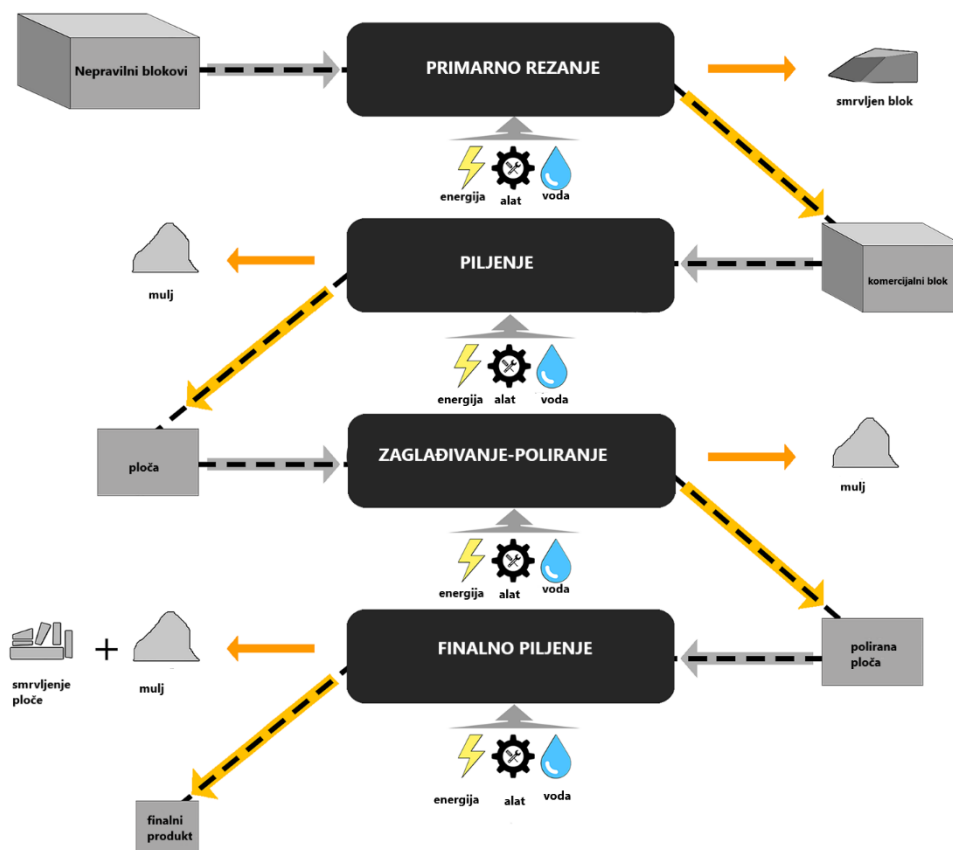 Nepravilni blokovi
PRIMARNO REZANJE
smrvljen blok
energija
alat
voda
mulj
PILJENJE
komercijalni blok
energija
alat
voda
ploča
ZAGLAĐIVANJE-POLIRANJE
mulj
energija
alat
voda
smrvljenje
ploče
+
mulj
FINALNO PILJENJE
polirana
ploča
energija
alat
voda
finalni
produkt